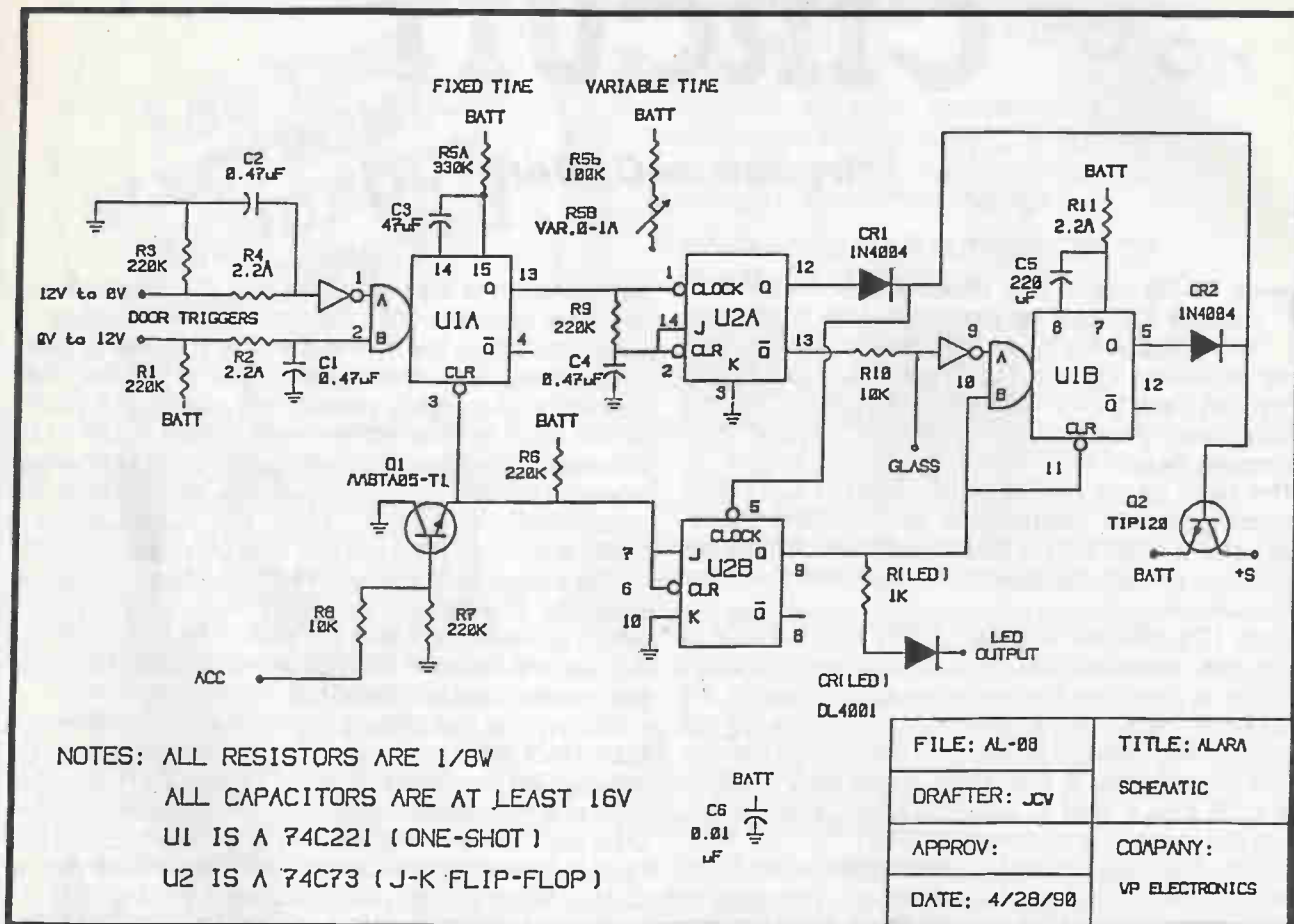 FIXED TIME
BATT
R5A
330K
VARIABLE TIME
BATT
R5b
100K
R5B
VAR.0-1A
C2
0.47uF
R3
220K
R4
2.2A
12V to 0V
DOOR TRIGGERS
0V to 12V
R1
220K
BATT
R2
2.2A
C1
0.47uF
1
A
2
B
C3
47uF
14
15
U1A
Q
13
Q
4
CLR
3
R9
220K
C4
0.47uF
1
CLOCK
14
J
U2A
2
CLR
K
3
Q
12
Q
13
CR1
1N4004
R10
10K
GLASS
9
A
10
B
BATT
R11
2.2A
C5
220
uF
6
7
U1B
Q
5
Q
12
CLR
11
CR2
1N4004
Q2
TIP120
BATT
+S
Q1
AABTA05-T1
BATT
R6
220K
R8
10K
R7
220K
ACC
5
CLOCK
7
J
U2B
6
CLR
10
K
Q
9
Q
8
R(LED)
1K
LED
OUTPUT
CR(LED)
DL4001
NOTES: ALL RESISTORS ARE 1/8W
ALL CAPACITORS ARE AT LEAST 16V
U1 IS A 74C221 (ONE-SHOT)
U2 IS A 74C73 (J-K FLIP-FLOP)
BATT
C6
0.01
uF
FILE: AL-08
TITLE: ALARA
SCHEMATIC
DRAFTER: JCV
APPROV:
COMPANY:
VP ELECTRONICS
DATE: 4/28/90